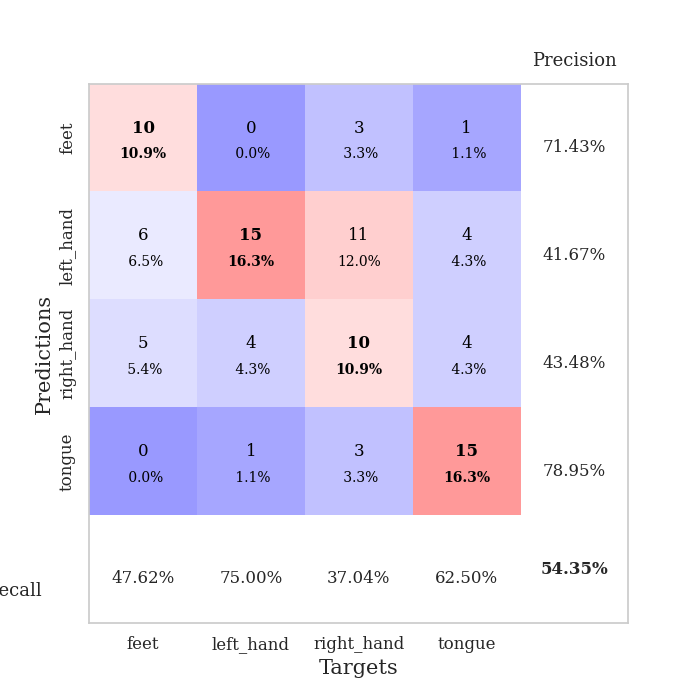 Precision
feet
10 0 3 1
10.9% 0.0% 3.3% 1.1%
71.43%
left_hand
6 15 11 4
6.5% 16.3% 12.0% 4.3%
41.67%
Predictions
right_hand
5 4 10 4
5.4% 4.3% 10.9% 4.3%
43.48%
tongue
0 1 3 15
0.0% 1.1% 3.3% 16.3%
78.95%
ecall
47.62% 75.00% 37.04% 62.50% 54.35%
feet left_hand right_hand tongue
Targets